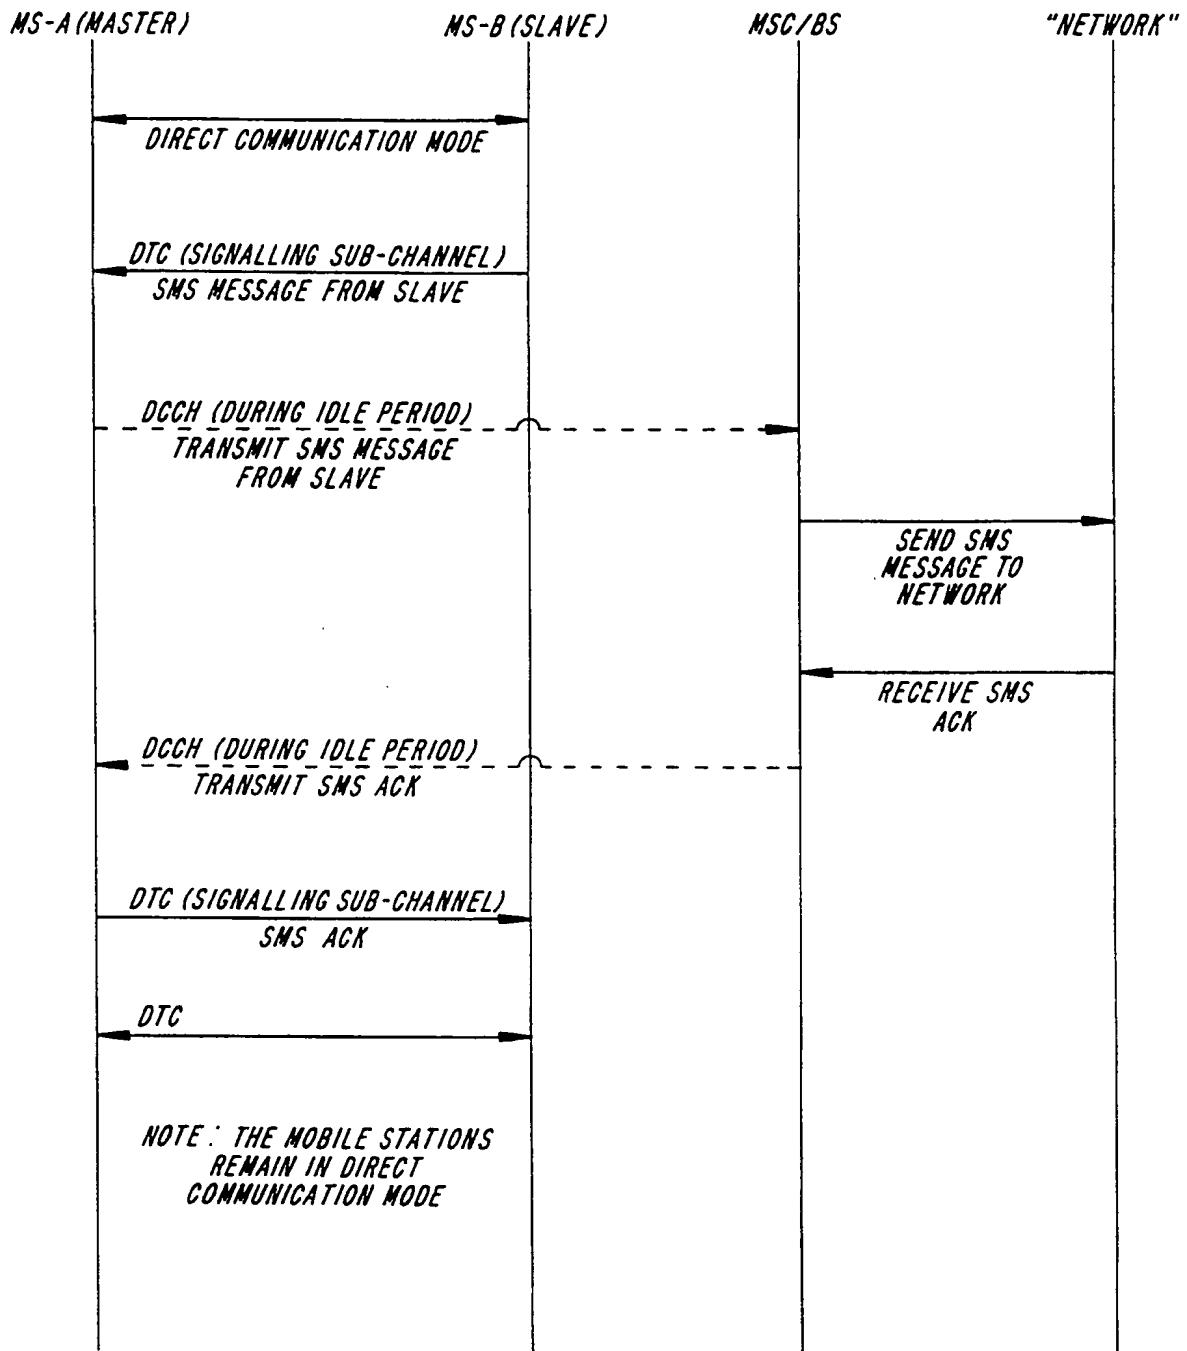 MS-A (MASTER) MS-B (SLAVE) MSC/BS "NETWORK"
DIRECT COMMUNICATION MODE
DTC (SIGNALLING SUB-CHANNEL)
SMS MESSAGE FROM SLAVE
DCCH (DURING IDLE PERIOD)
TRANSMIT SMS MESSAGE
FROM SLAVE
SEND SMS
MESSAGE TO
NETWORK
RECEIVE SMS
ACK
DCCH (DURING IDLE PERIOD)
TRANSMIT SMS ACK
DTC (SIGNALLING SUB-CHANNEL)
SMS ACK
DTC
NOTE: THE MOBILE STATIONS
REMAIN IN DIRECT
COMMUNICATION MODE